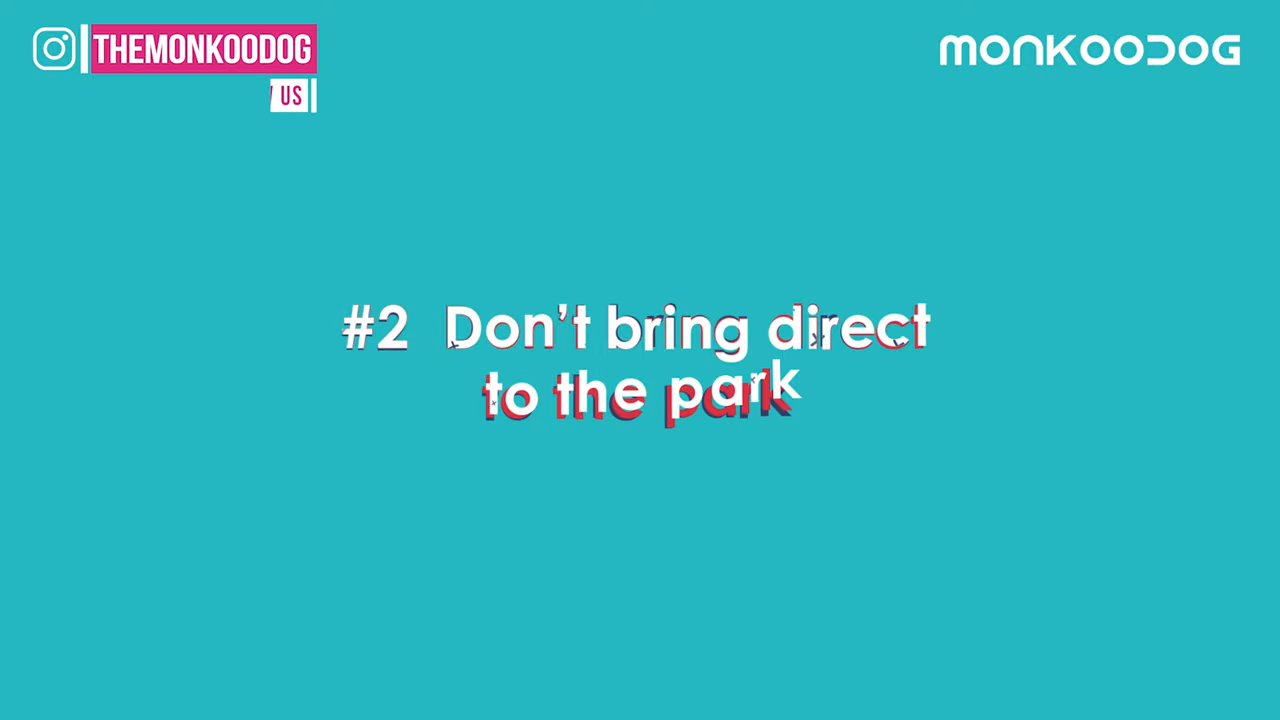 THEMONKOODOG
US
MONKOODOG
#2 Don't bring direct
to the park